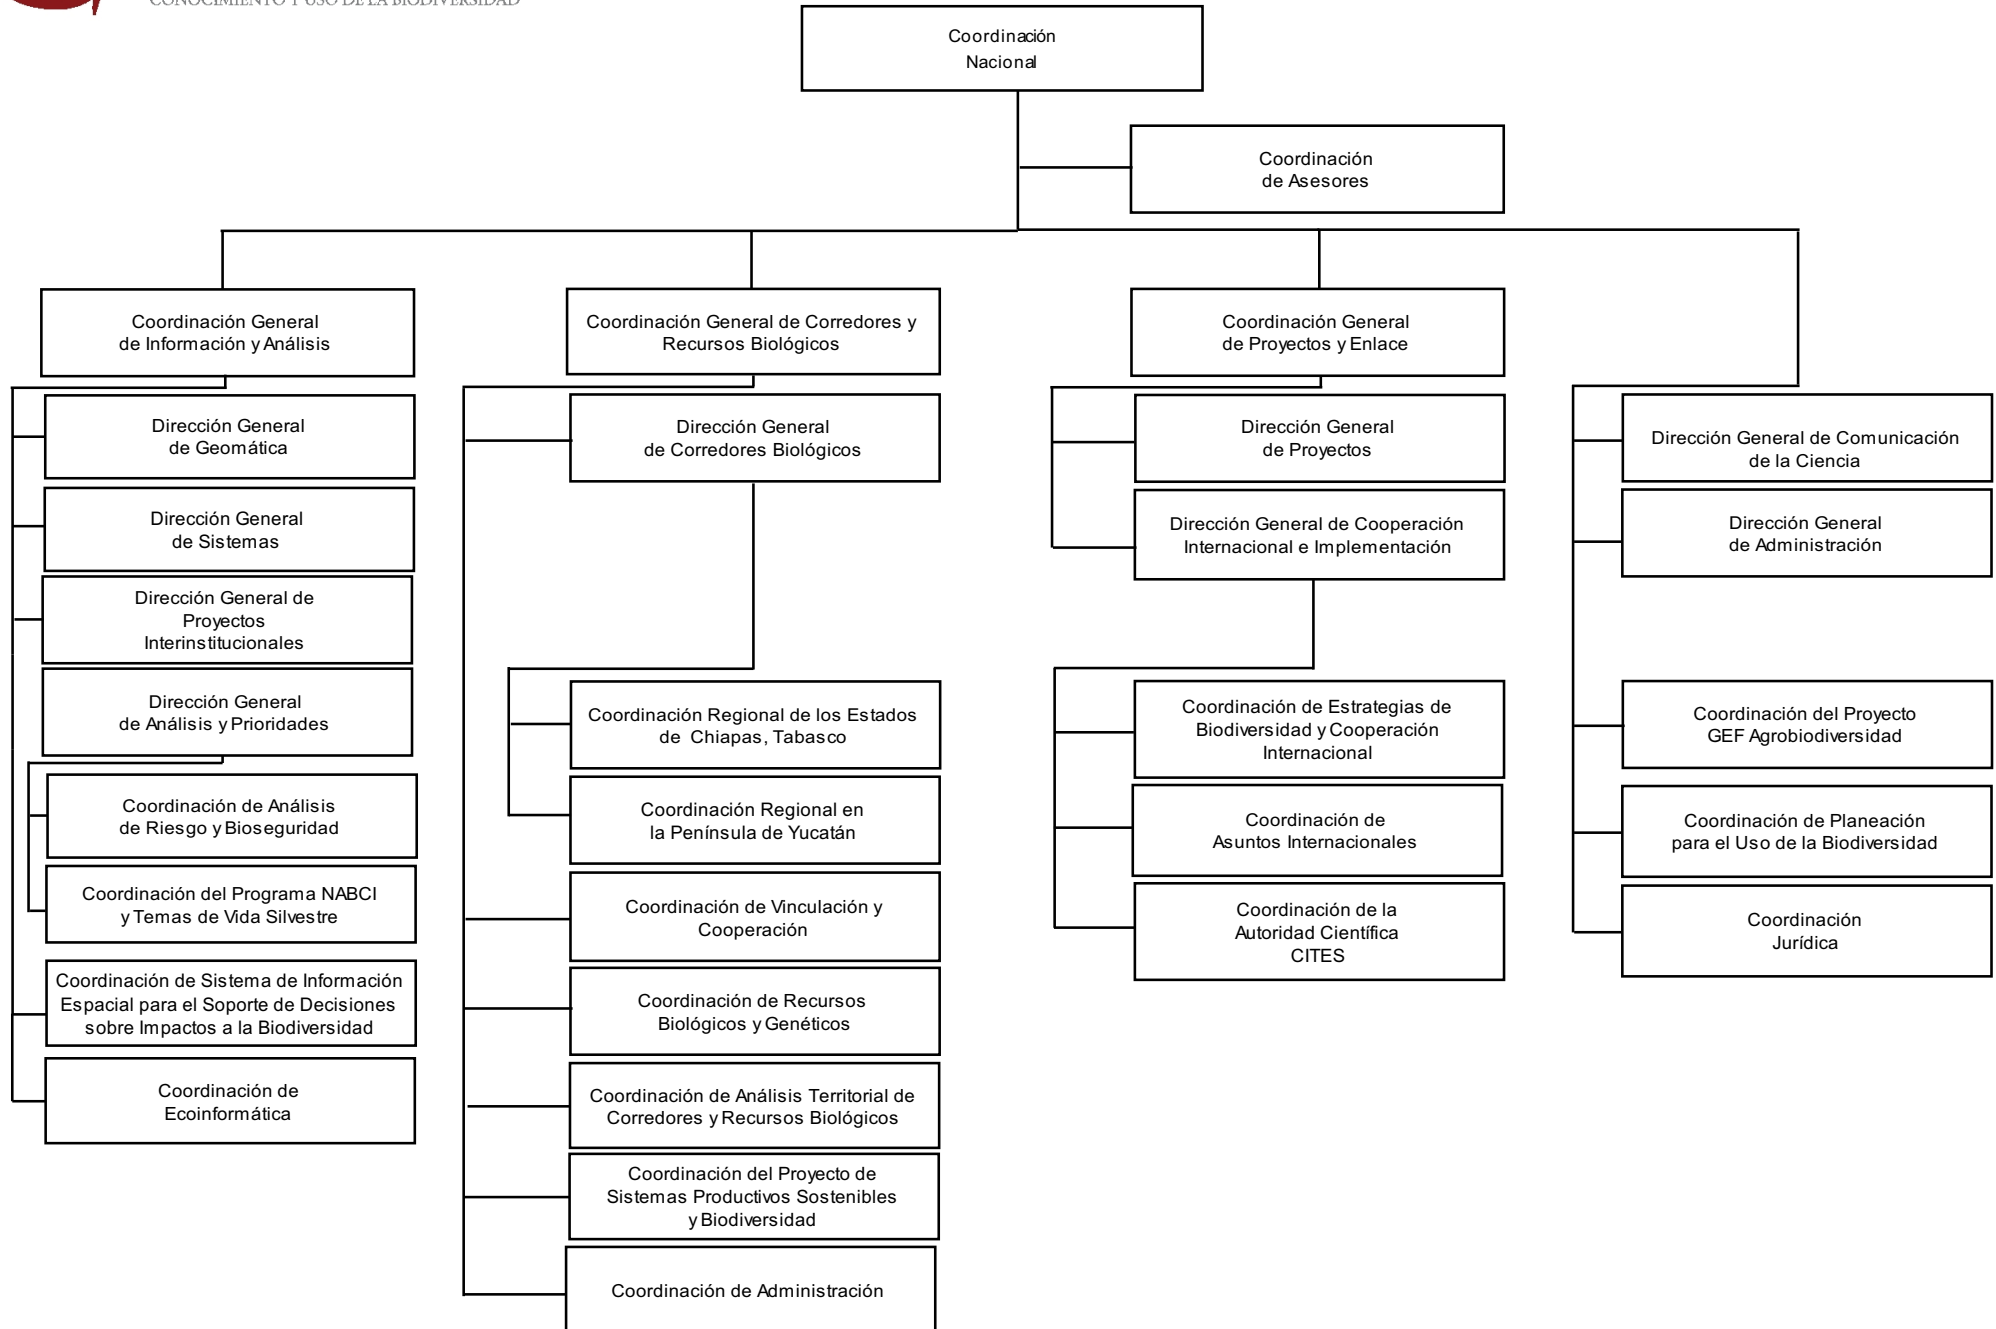 CONOCIMIENTO Y USO DE LA BIODIVERSIDAD
Coordinación
Nacional
Coordinación
de Asesores
Coordinación General
de Información y Análisis
Coordinación General de Corredores y
Recursos Biológicos
Coordinación General
de Proyectos y Enlace
Dirección General
de Geomática
Dirección General
de Sistemas
Dirección General de
Proyectos
Interinstitucionales
Dirección General
de Análisis y Prioridades
Coordinación de Análisis
de Riesgo y Bioseguridad
Coordinación del Programa NABCI
y Temas de Vida Silvestre
Coordinación de Sistema de Información
Espacial para el Soporte de Decisiones
sobre Impactos a la Biodiversidad
Coordinación de
Ecoinformática
Dirección General
de Corredores Biológicos
Coordinación Regional de los Estados
de Chiapas, Tabasco
Coordinación Regional en
la Península de Yucatán
Coordinación de Vinculación y
Cooperación
Coordinación de Recursos
Biológicos y Genéticos
Coordinación de Análisis Territorial de
Corredores y Recursos Biológicos
Coordinación del Proyecto de
Sistemas Productivos Sostenibles
y Biodiversidad
Coordinación de Administración
Dirección General
de Proyectos
Dirección General de Cooperación
Internacional e Implementación
Coordinación de Estrategias de
Biodiversidad y Cooperación
Internacional
Coordinación de
Asuntos Internacionales
Coordinación de la
Autoridad Científica
CITES
Dirección General de Comunicación
de la Ciencia
Dirección General
de Administración
Coordinación del Proyecto
GEF Agrobiodiversidad
Coordinación de Planeación
para el Uso de la Biodiversidad
Coordinación
Jurídica